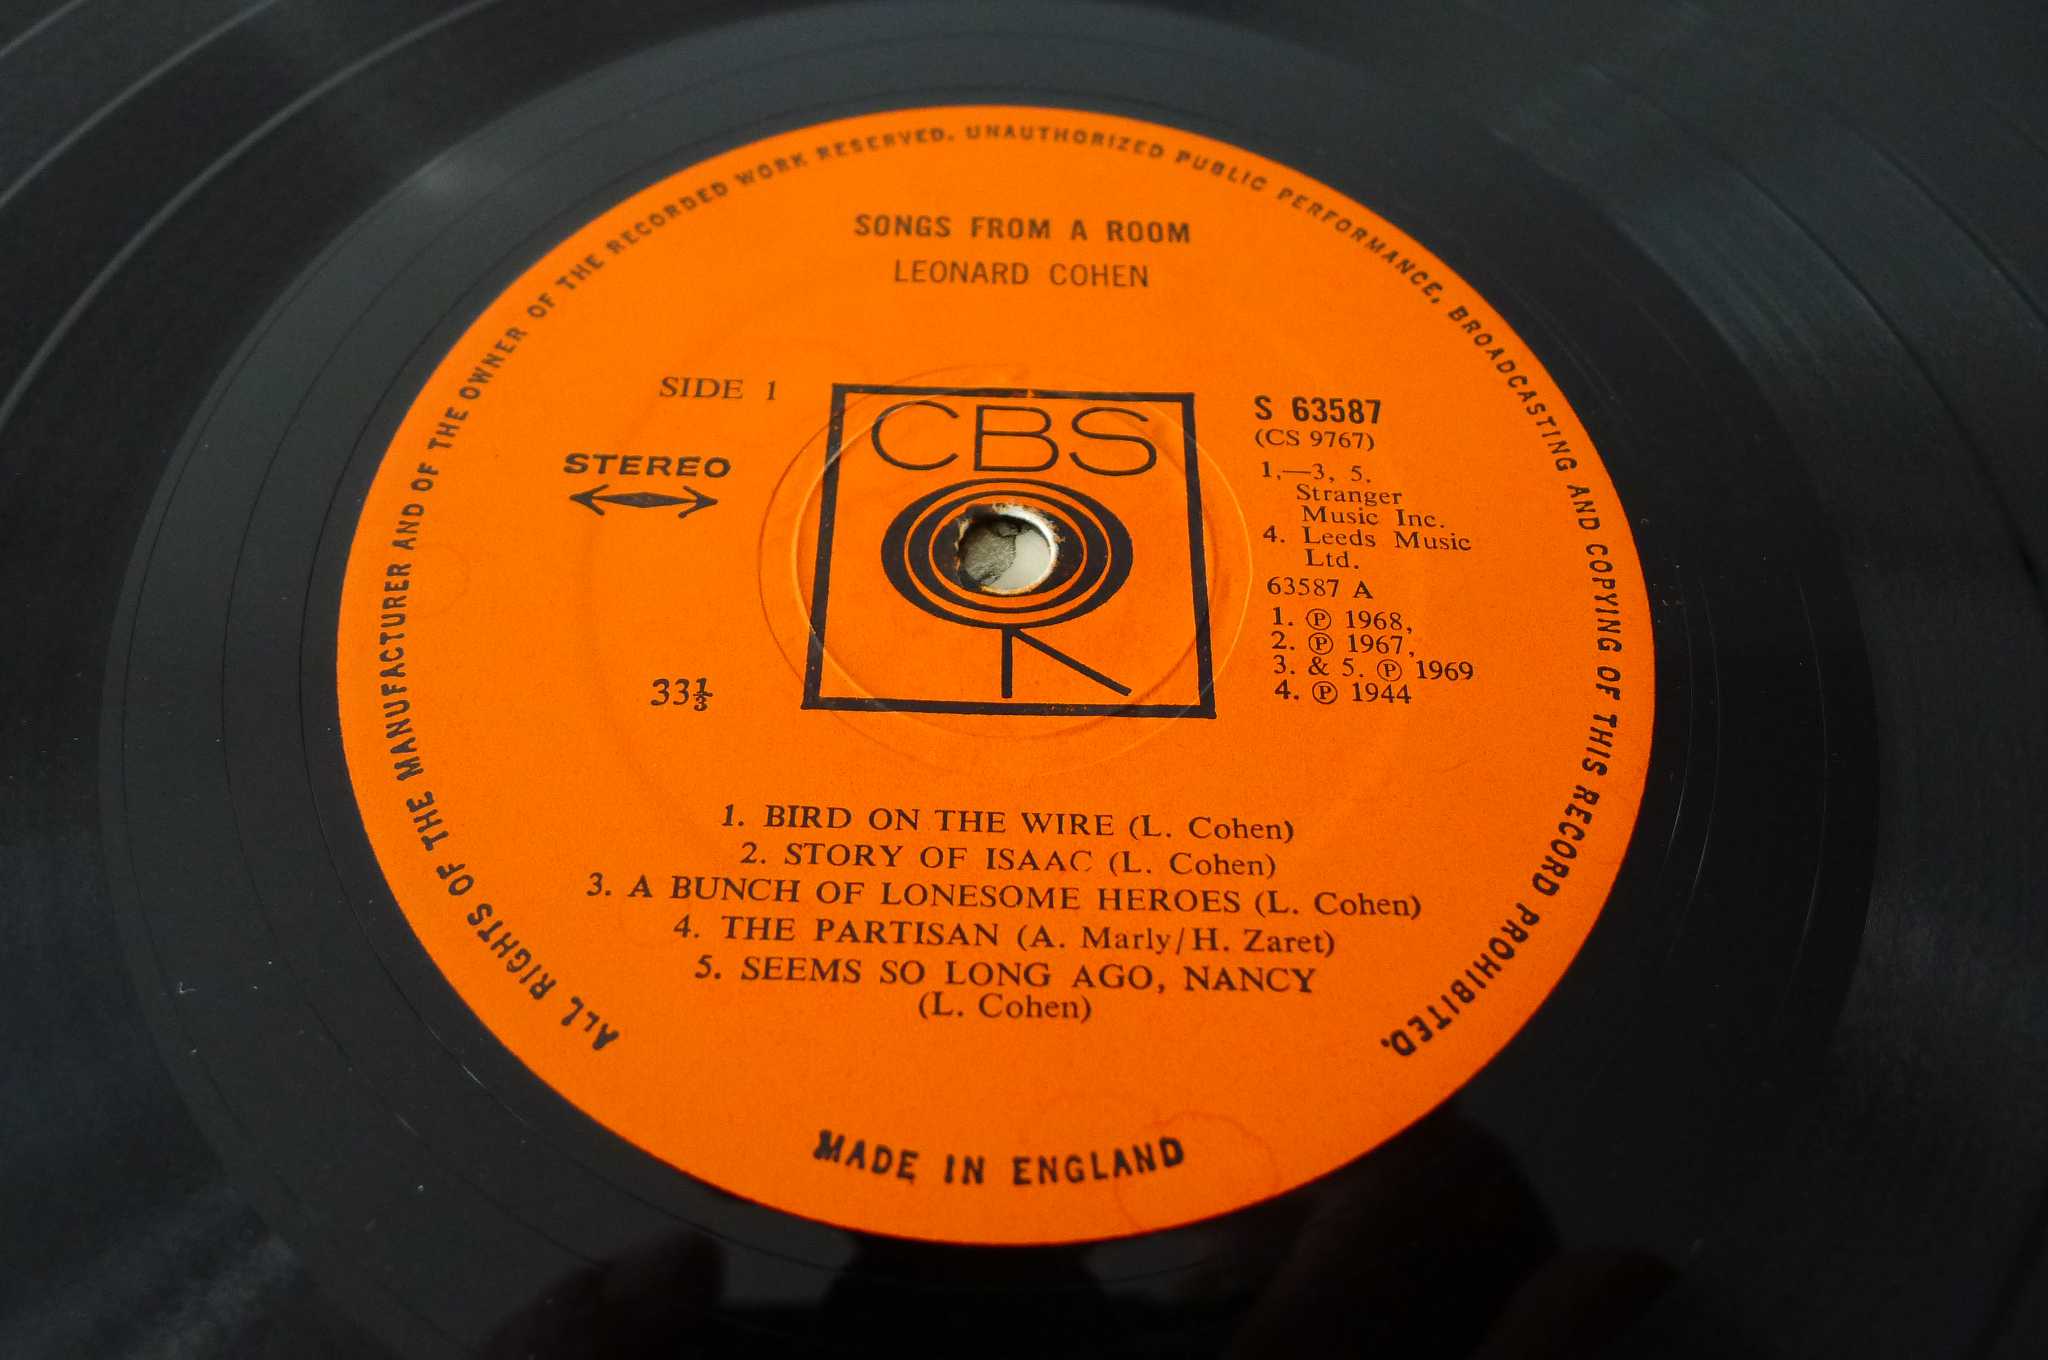 ALL RIGHTS OF THE MANUFACTURER AND OF THE OWNER OF THE RECORDED WORK RESERVED. UNAUTHORIZED PUBLIC PERFORMANCE, BROADCASTING AND COPYING OF THIS RECORD PROHIBITED.
SONGS FROM A ROOM
LEONARD COHEN
SIDE 1
STEREO
33⅓
CBS
S 63587
(CS 9767)
1,—3, 5.
Stranger
Music Inc.
4. Leeds Music
Ltd.
63587 A
1. ℗ 1968,
2. ℗ 1967,
3. & 5. ℗ 1969
4. ℗ 1944
1. BIRD ON THE WIRE (L. Cohen)
2. STORY OF ISAAC (L. Cohen)
3. A BUNCH OF LONESOME HEROES (L. Cohen)
4. THE PARTISAN (A. Marly/H. Zaret)
5. SEEMS SO LONG AGO, NANCY
(L. Cohen)
MADE IN ENGLAND